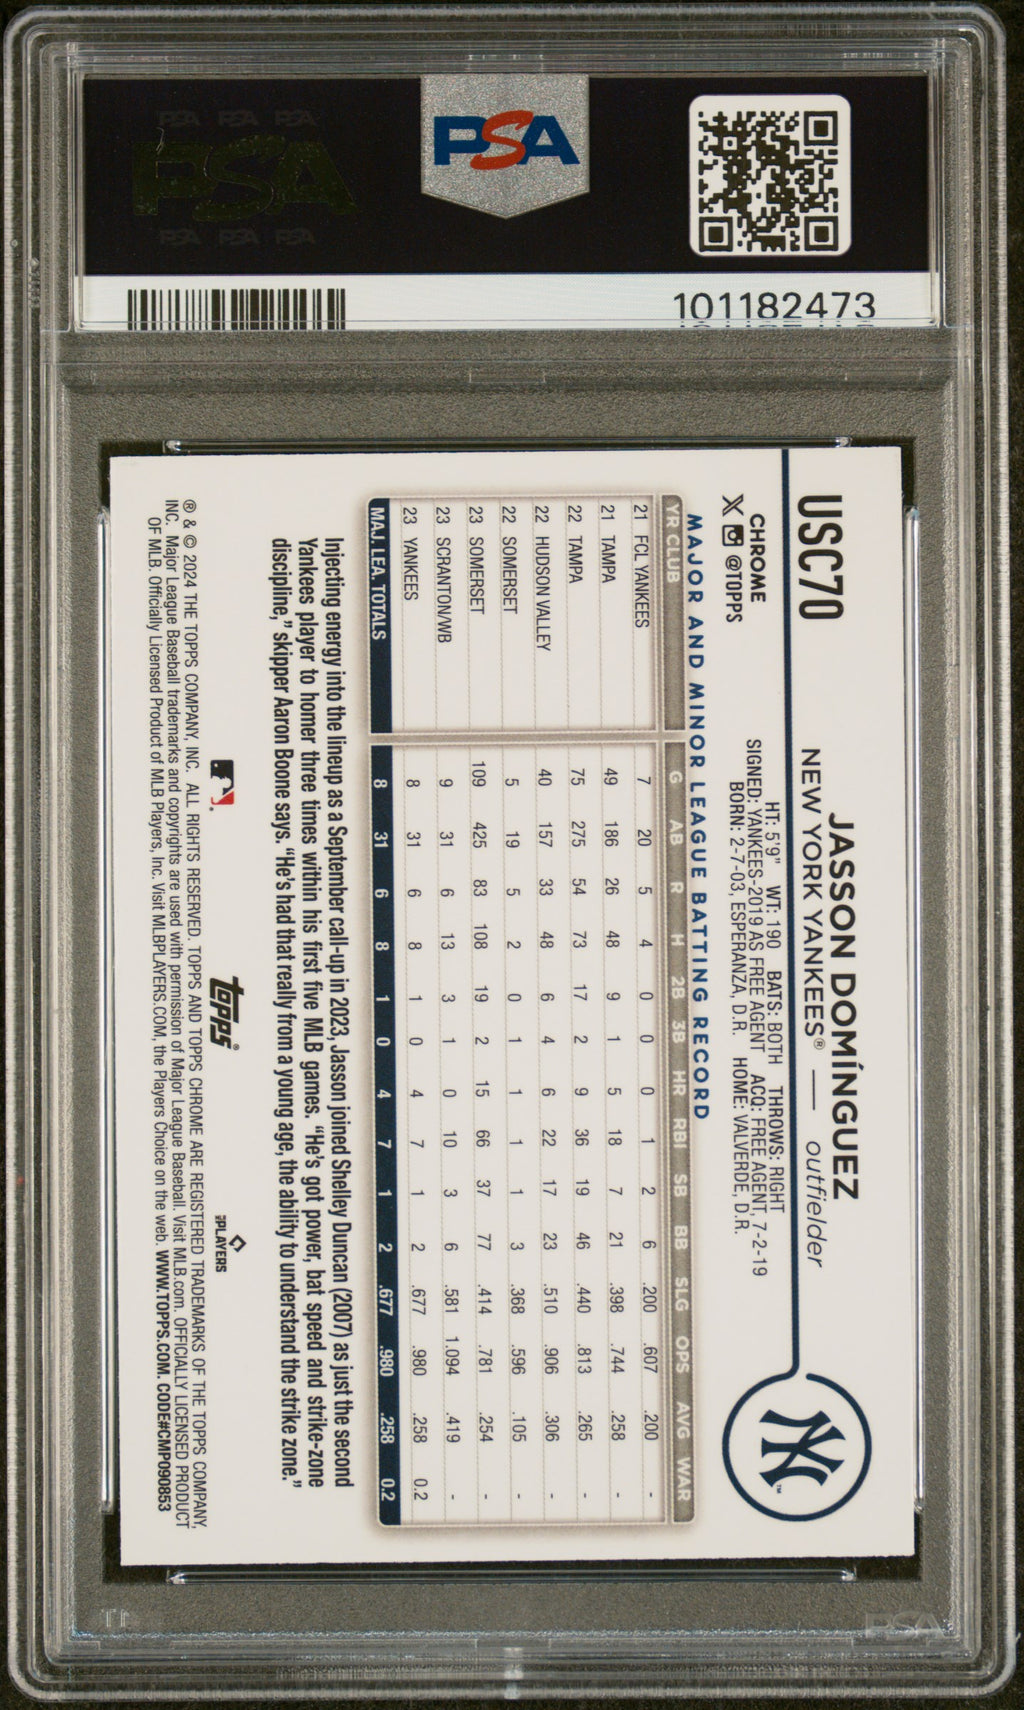 PSA PSA PSA
PSA
PSA PSA PSA
PSA
101182473
USC70
JASSON DOMÍNGUEZ
NEW YORK YANKEES® — outfielder
CHROME
X @TOPPS
HT: 5'9" WT: 190 BATS: BOTH THROWS: RIGHT
SIGNED: YANKEES-2019 AS FREE AGENT ACQ: FREE AGENT, 7-2-19
BORN: 2-7-03, ESPERANZA, D.R. HOME: VALVERDE, D.R.
NY™
MAJOR AND MINOR LEAGUE BATTING RECORD
YR CLUB G AB R H 2B 3B HR RBI SB BB SLG OPS AVG WAR
21 FCL YANKEES 7 20 5 4 0 0 0 1 2 6 .200 .607 .200 -
21 TAMPA 49 186 26 48 9 1 5 18 7 21 .398 .744 .258 -
22 TAMPA 75 275 54 73 17 2 9 36 19 46 .440 .813 .265 -
22 HUDSON VALLEY 40 157 33 48 6 4 6 22 17 23 .510 .906 .306 -
22 SOMERSET 5 19 5 2 0 1 1 1 1 3 .368 .596 .105 -
23 SOMERSET 109 425 83 108 19 2 15 66 37 77 .414 .781 .254 -
23 SCRANTON/WB 9 31 6 13 3 1 0 10 3 6 .581 1.094 .419 -
23 YANKEES 8 31 6 8 1 0 4 7 1 2 .677 .980 .258 0.2
MAJ. LEA. TOTALS 8 31 6 8 1 0 4 7 1 2 .677 .980 .258 0.2
Injecting energy into the lineup as a September call-up in 2023, Jasson joined Shelley Duncan (2007) as just the second
Yankees player to homer three times within his first five MLB games. “He’s got power, bat speed and strike-zone
discipline,” skipper Aaron Boone says. “He’s had that really from a young age, the ability to understand the strike zone.”
topps®
MLB PLAYERS
® & © 2024 THE TOPPS COMPANY, INC. ALL RIGHTS RESERVED. TOPPS AND TOPPS CHROME ARE REGISTERED TRADEMARKS OF THE TOPPS COMPANY,
INC. Major League Baseball trademarks and copyrights are used with permission of Major League Baseball. Visit MLB.com. OFFICIALLY LICENSED PRODUCT
OF MLB. Officially Licensed Product of MLB Players, Inc. Visit MLBPLAYERS.COM, the Players Choice on the web. WWW.TOPPS.COM. CODE#CMP090853
PSA